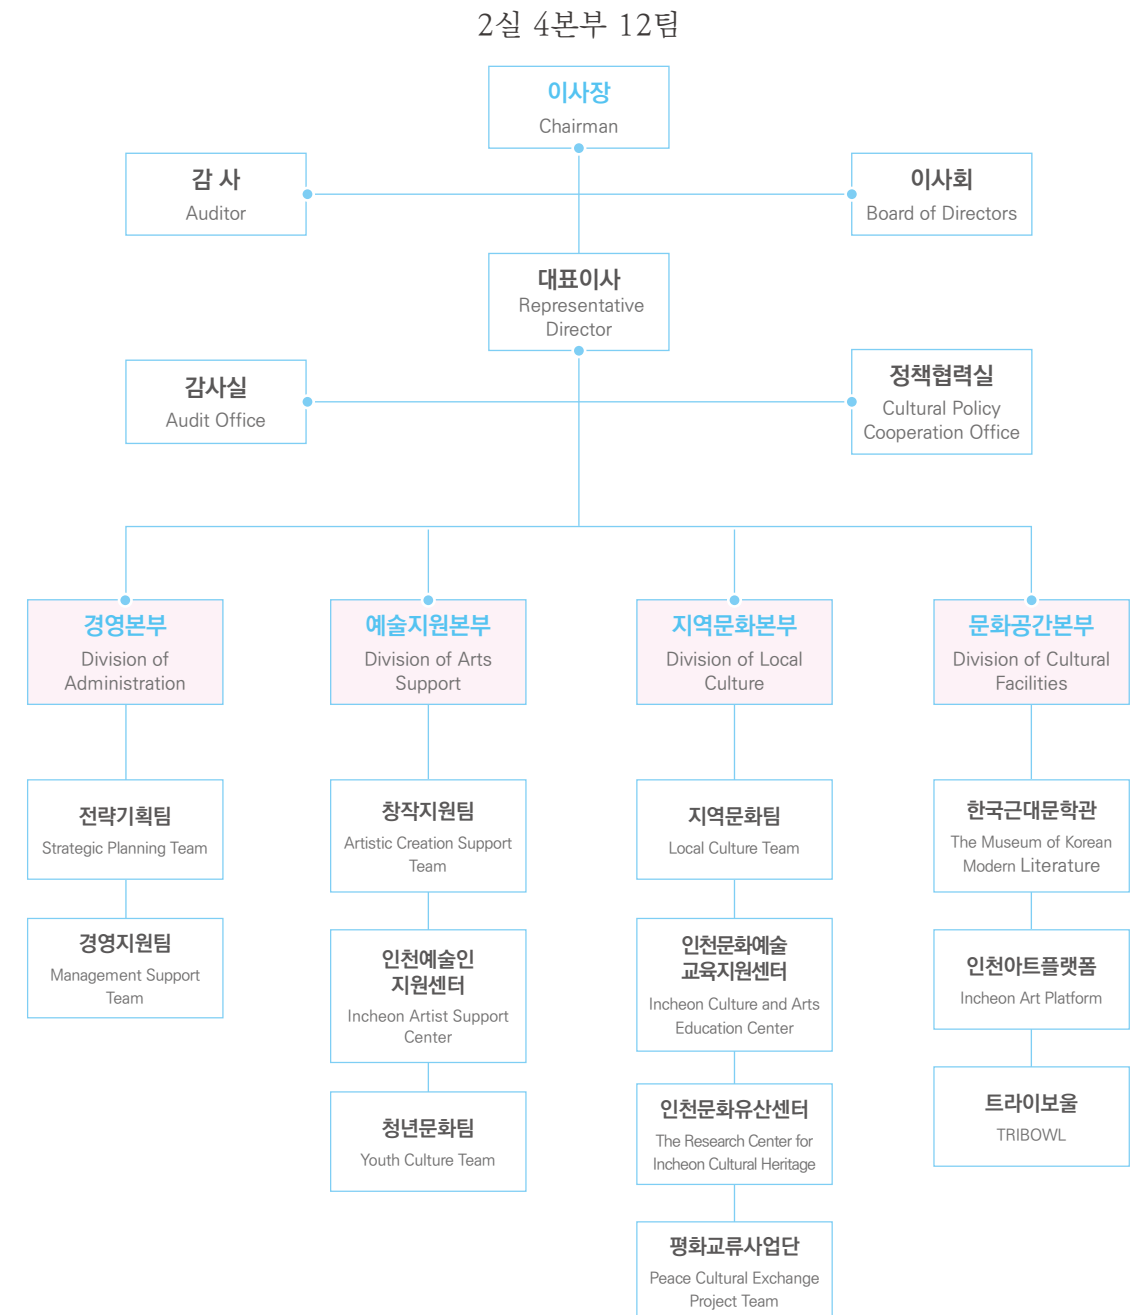 2실 4본부 12팀
이사장
Chairman
감 사
Auditor
이사회
Board of Directors
대표이사
Representative
Director
감사실
Audit Office
정책협력실
Cultural Policy
Cooperation Office
경영본부
Division of
Administration
예술지원본부
Division of Arts
Support
지역문화본부
Division of Local
Culture
문화공간본부
Division of Cultural
Facilities
전략기획팀
Strategic Planning Team
경영지원팀
Management Support
Team
창작지원팀
Artistic Creation Support
Team
인천예술인
지원센터
Incheon Artist Support
Center
청년문화팀
Youth Culture Team
지역문화팀
Local Culture Team
인천문화예술
교육지원센터
Incheon Culture and Arts
Education Center
인천문화유산센터
The Research Center for
Incheon Cultural Heritage
평화교류사업단
Peace Cultural Exchange
Project Team
한국근대문학관
The Museum of Korean
Modern Literature
인천아트플랫폼
Incheon Art Platform
트라이보울
TRIBOWL